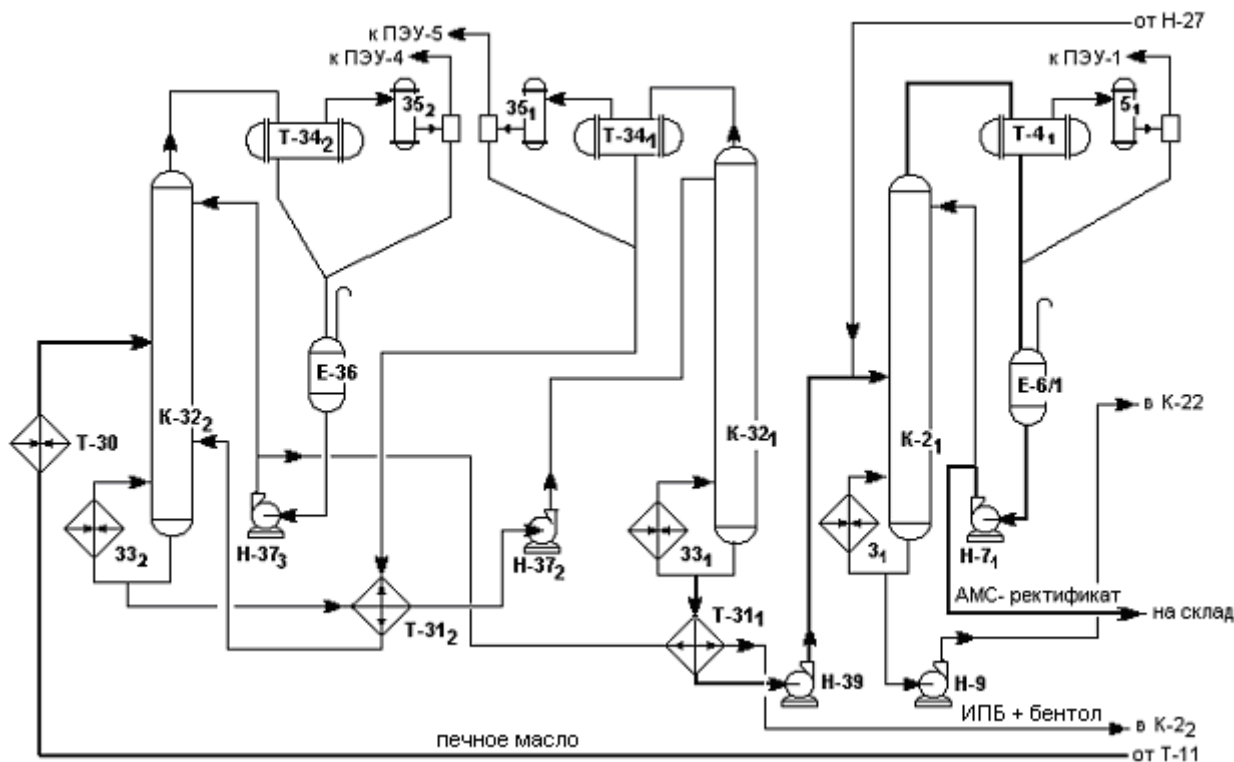 от Н-27
к ПЭУ-5
к ПЭУ-4
к ПЭУ-1
35₂
35₁
5₁
Т-34₂
Т-34₁
Т-4₁
Е-36
Е-6/1
К-32₂
К-32₁
К-2₁
в К-22
Т-30
33₂
Н-37₃
Н-37₂
33₁
3₁
Н-7₁
АМС- ректификат
на склад
Т-31₂
Т-31₁
Н-39
Н-9
ИПБ + бентол
в К-2₂
печное масло
от Т-11